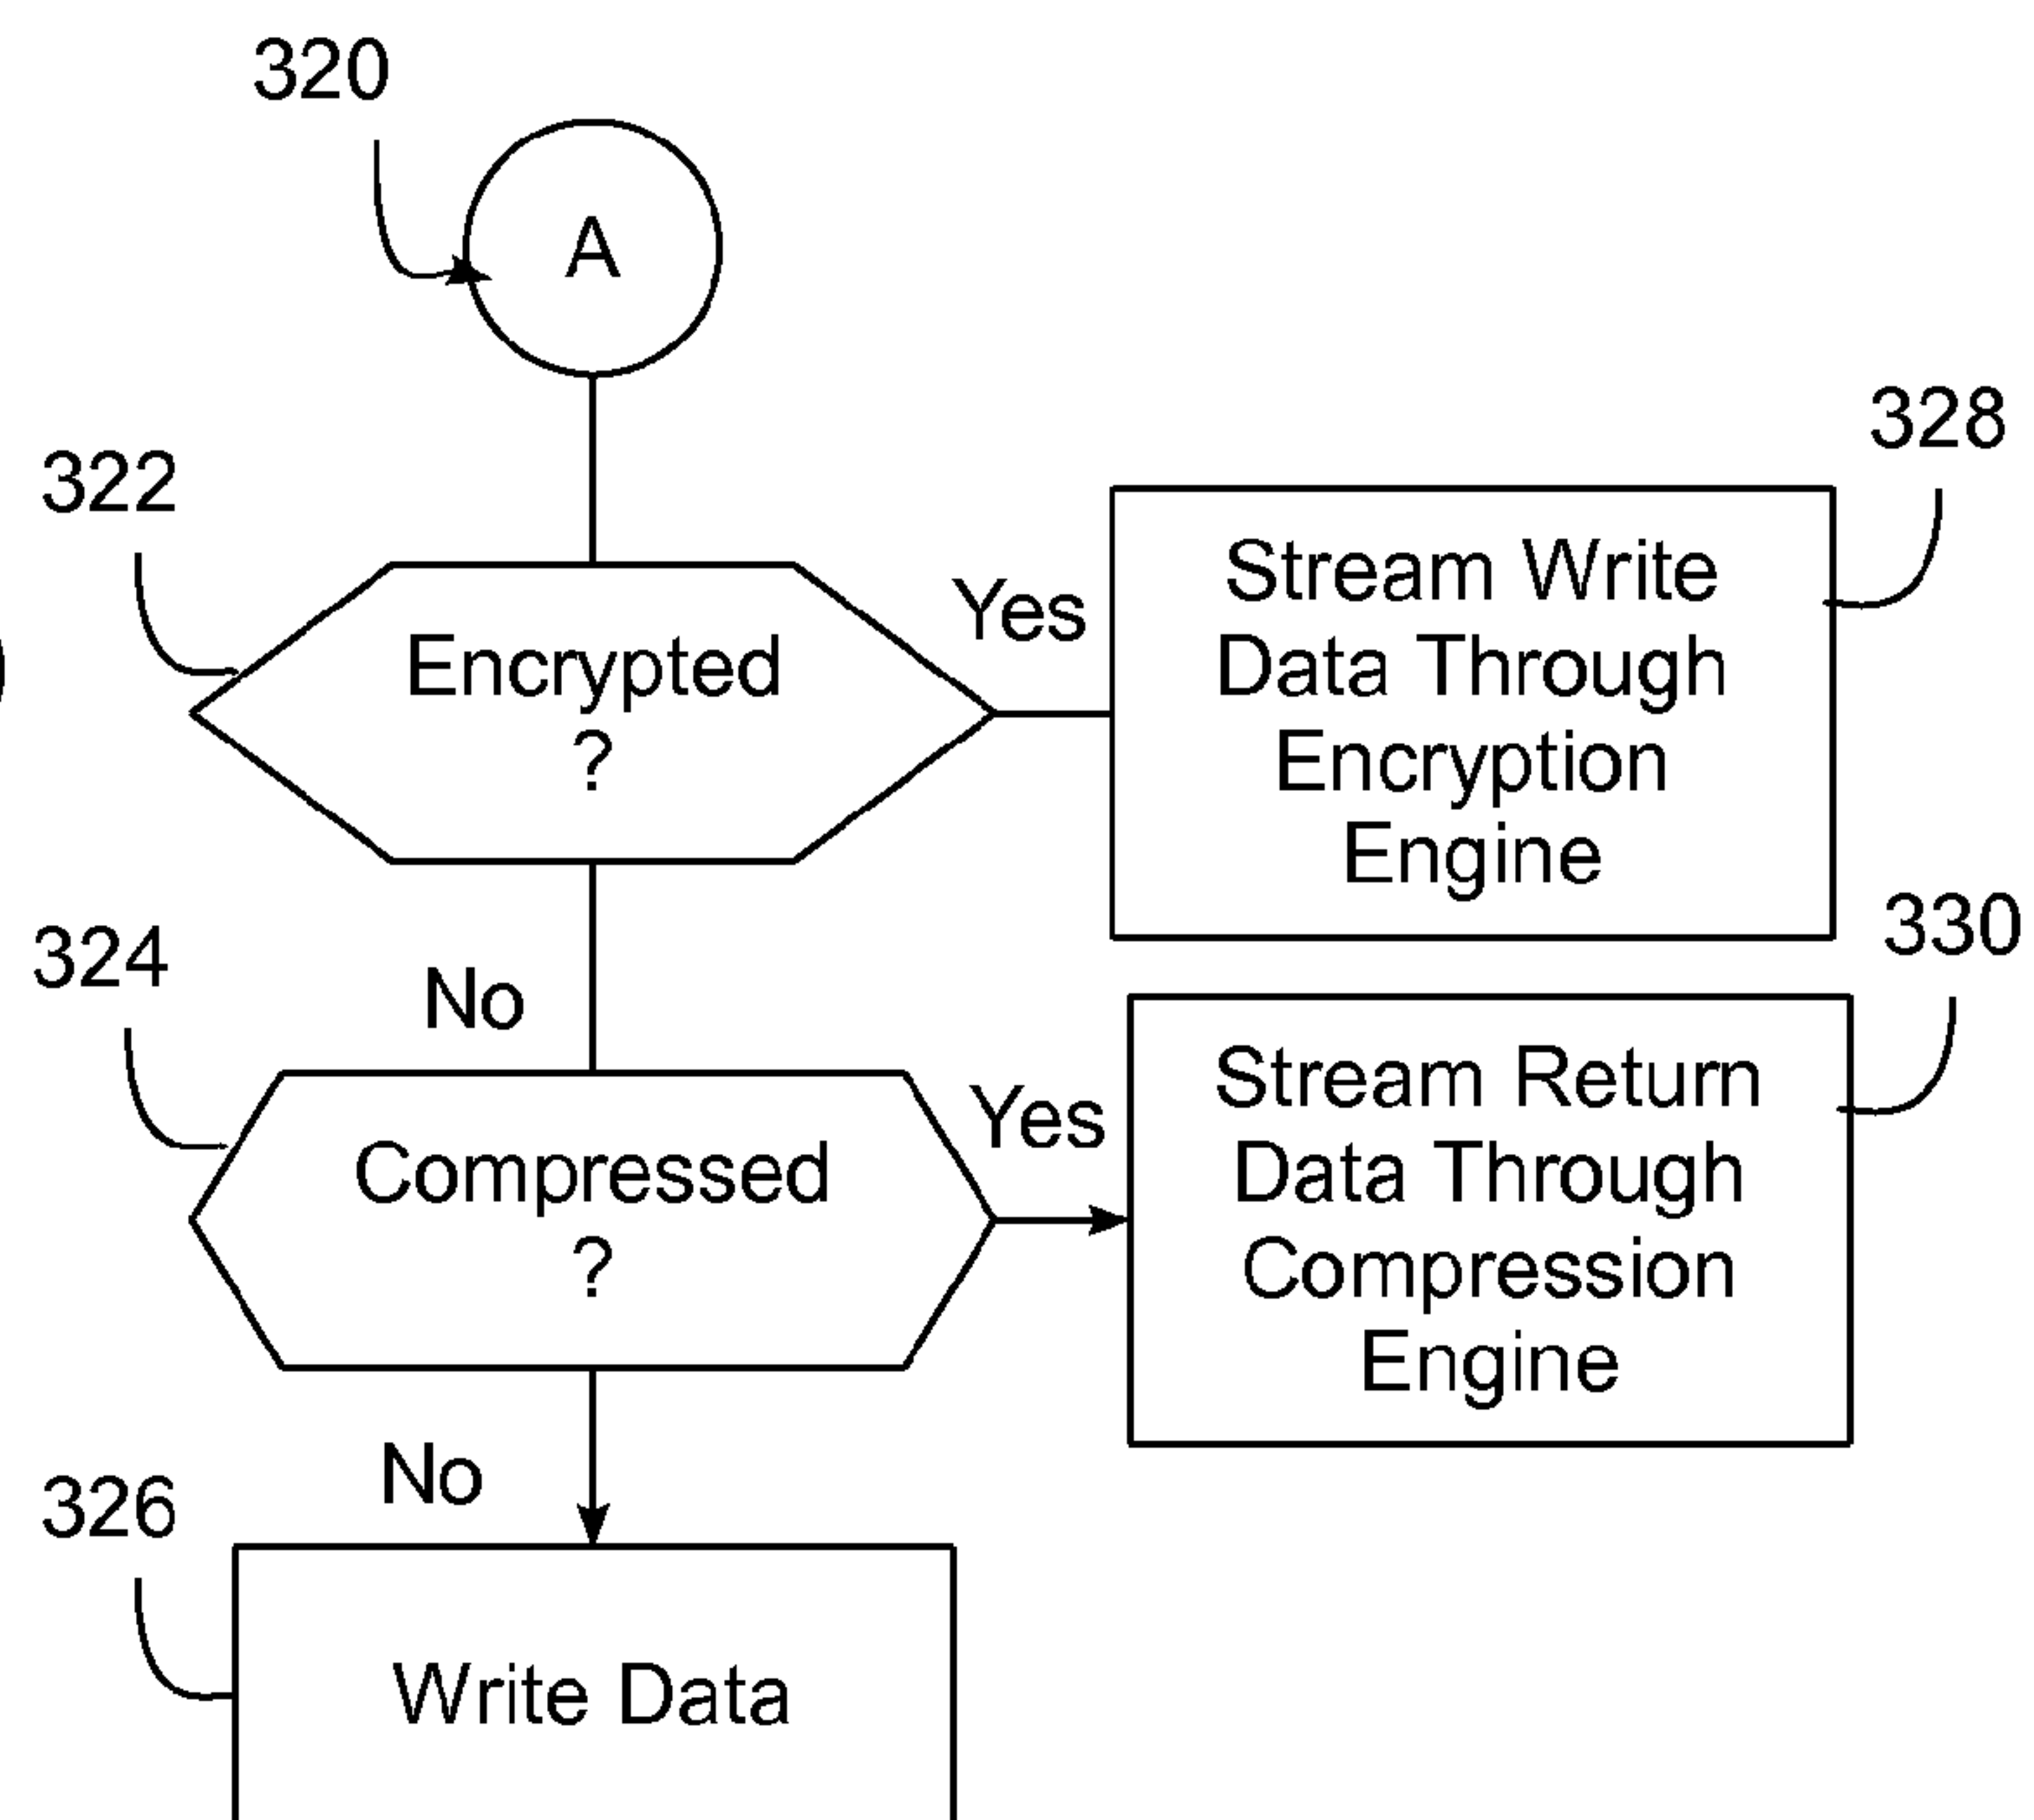 320
A
328
322
Yes
Stream Write
Data Through
Encryption
Engine
Encrypted
?
330
324
No
Yes
Stream Return
Data Through
Compression
Engine
Compressed
?
No
326
Write Data